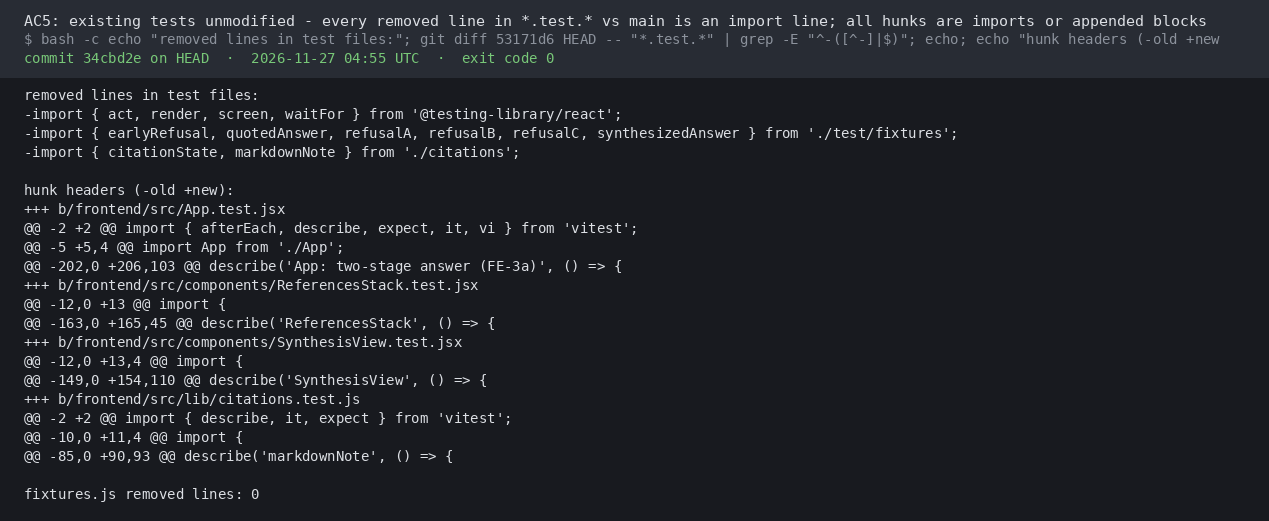 AC5: existing tests unmodified - every removed line in *.test.* vs main is an import line; all hunks are imports or appended blocks
$ bash -c echo "removed lines in test files:"; git diff 53171d6 HEAD -- "*.test.*" | grep -E "^-([^-]|$)"; echo; echo "hunk headers (-old +new
commit 34cbd2e on HEAD · 2026-11-27 04:55 UTC · exit code 0
removed lines in test files:
-import { act, render, screen, waitFor } from '@testing-library/react';
-import { earlyRefusal, quotedAnswer, refusalA, refusalB, refusalC, synthesizedAnswer } from './test/fixtures';
-import { citationState, markdownNote } from './citations';
hunk headers (-old +new):
+++ b/frontend/src/App.test.jsx
@@ -2 +2 @@ import { afterEach, describe, expect, it, vi } from 'vitest';
@@ -5 +5,4 @@ import App from './App';
@@ -202,0 +206,103 @@ describe('App: two-stage answer (FE-3a)', () => {
+++ b/frontend/src/components/ReferencesStack.test.jsx
@@ -12,0 +13 @@ import {
@@ -163,0 +165,45 @@ describe('ReferencesStack', () => {
+++ b/frontend/src/components/SynthesisView.test.jsx
@@ -12,0 +13,4 @@ import {
@@ -149,0 +154,110 @@ describe('SynthesisView', () => {
+++ b/frontend/src/lib/citations.test.js
@@ -2 +2 @@ import { describe, it, expect } from 'vitest';
@@ -10,0 +11,4 @@ import {
@@ -85,0 +90,93 @@ describe('markdownNote', () => {
fixtures.js removed lines: 0